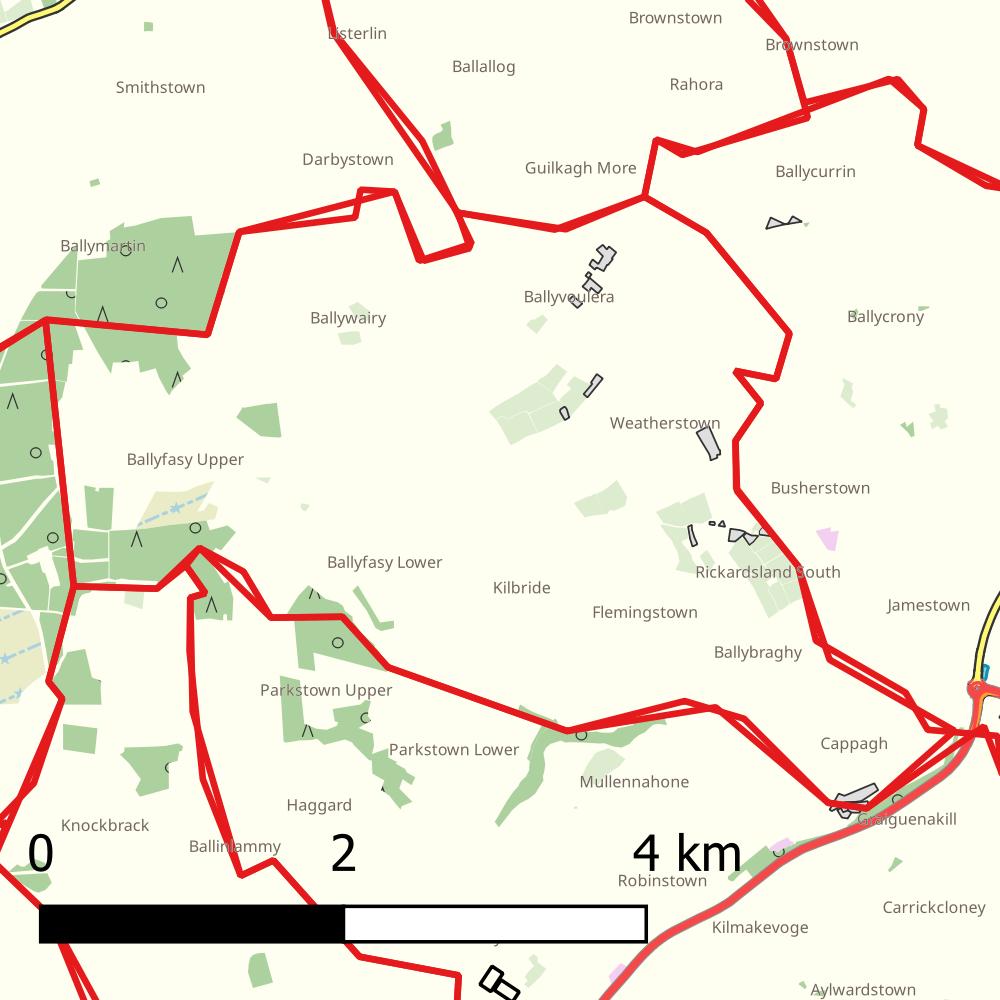 Brownstown
Listerlin
Brownstown
Ballallog
Rahora
Smithstown
Darbystown
Guilkagh More
Ballycurrin
Ballymartin
Ballyvoulera
Ballywairy
Ballycrony
Weatherstown
Ballyfasy Upper
Busherstown
Ballyfasy Lower
Rickardsland South
Kilbride
Jamestown
Flemingstown
Ballybraghy
Parkstown Upper
Cappagh
Parkstown Lower
Mullennahone
Haggard
Graiguenakill
Knockbrack
Ballinlammy
0 2 4 km
Robinstown
Carrickcloney
Kilmakevoge
Aylwardstown